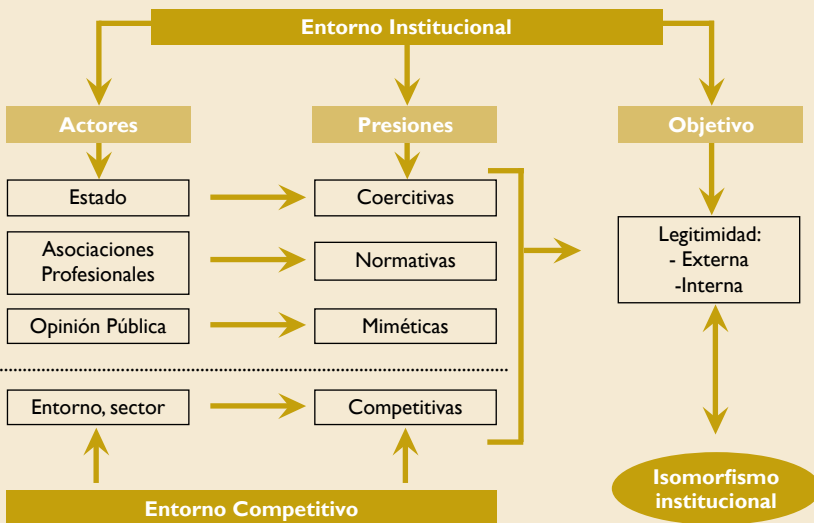 Entorno Institucional
Actores
Presiones
Objetivo
Estado
Coercitivas
Asociaciones
Profesionales
Normativas
Legitimidad:
- Externa
-Interna
Opinión Pública
Miméticas
Entorno, sector
Competitivas
Isomorfismo
institucional
Entorno Competitivo